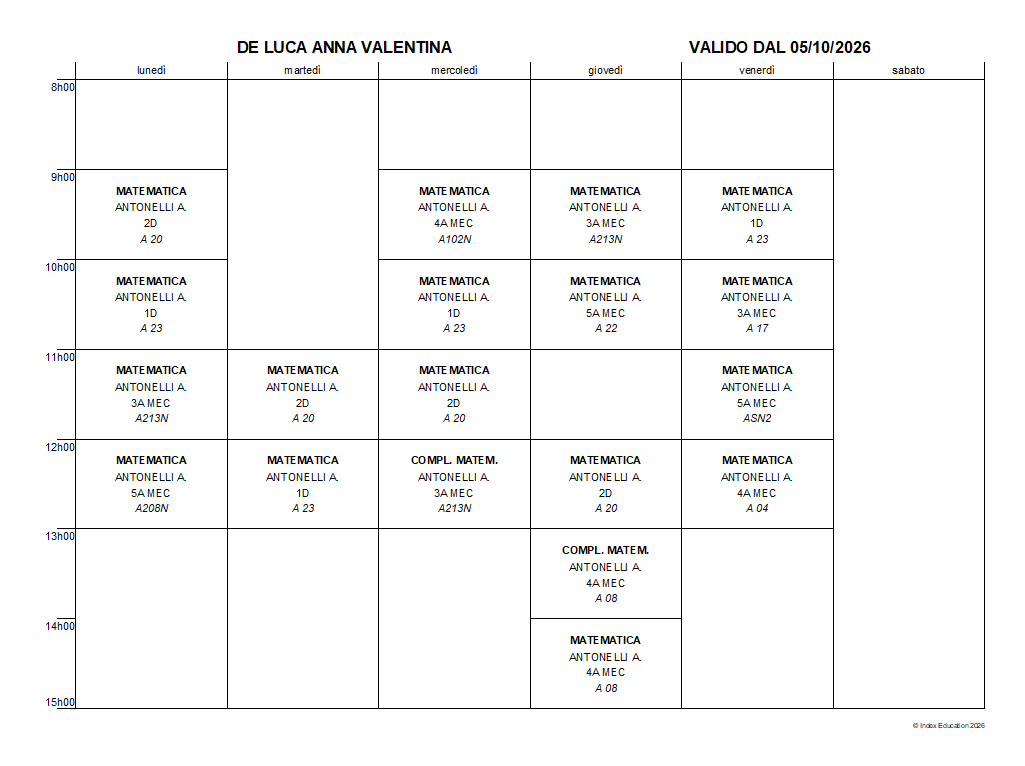 DE LUCA ANNA VALENTINA
VALIDO DAL 05/10/2026
lunedì martedì mercoledì giovedì venerdì sabato
8h00
9h00
MATEMATICA MATEMATICA MATEMATICA MATEMATICA
ANTONELLI A. ANTONELLI A. ANTONELLI A. ANTONELLI A.
2D 4A MEC 3A MEC 1D
A 20 A102N A213N A 23
10h00
MATEMATICA MATEMATICA MATEMATICA MATEMATICA
ANTONELLI A. ANTONELLI A. ANTONELLI A. ANTONELLI A.
1D 1D 5A MEC 3A MEC
A 23 A 23 A 22 A 17
11h00
MATEMATICA MATEMATICA MATEMATICA MATEMATICA
ANTONELLI A. ANTONELLI A. ANTONELLI A. ANTONELLI A.
3A MEC 2D 2D 5A MEC
A213N A 20 A 20 ASN2
12h00
MATEMATICA MATEMATICA COMPL. MATEM. MATEMATICA MATEMATICA
ANTONELLI A. ANTONELLI A. ANTONELLI A. ANTONELLI A. ANTONELLI A.
5A MEC 1D 3A MEC 2D 4A MEC
A208N A 23 A213N A 20 A 04
13h00
COMPL. MATEM.
ANTONELLI A.
4A MEC
A 08
14h00
MATEMATICA
ANTONELLI A.
4A MEC
A 08
15h00
© Index Education 2026